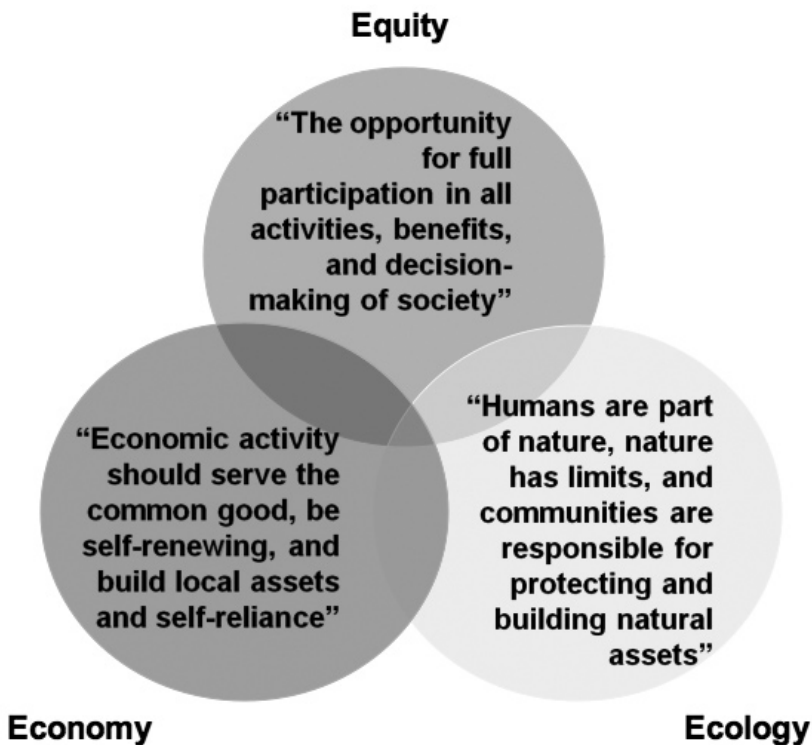 Equity
“The opportunity
for full
participation in all
activities, benefits,
and decision-
making of society”
“Economic activity
should serve the
common good, be
self-renewing, and
build local assets
and self-reliance”
“Humans are part
of nature, nature
has limits, and
communities are
responsible for
protecting and
building natural
assets”
Economy
Ecology